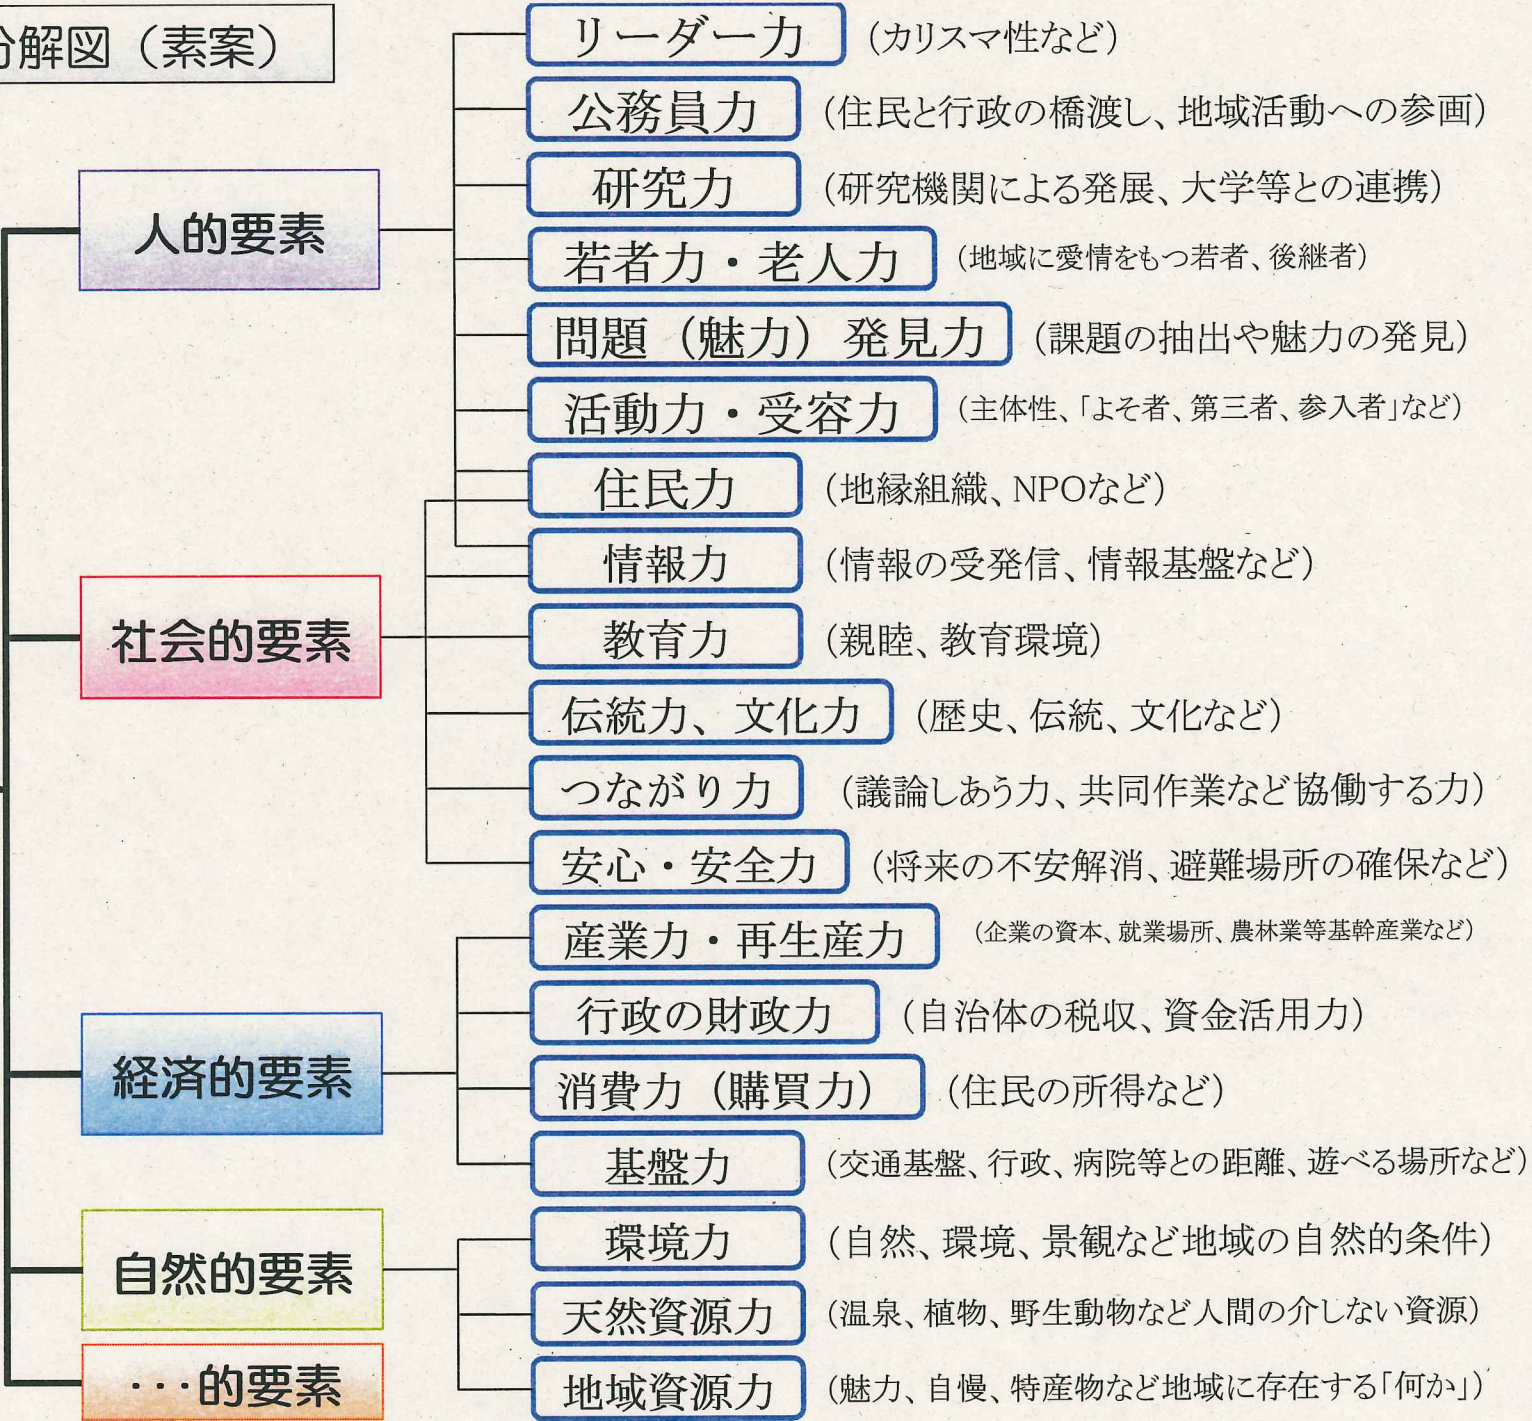 分解図（素案）
リーダー力 （カリスマ性など）
公務員力 （住民と行政の橋渡し、地域活動への参画）
研究力 （研究機関による発展、大学等との連携）
人的要素
若者力・老人力 （地域に愛情をもつ若者、後継者）
問題（魅力）発見力 （課題の抽出や魅力の発見）
活動力・受容力 （主体性、「よそ者、第三者、参入者」など）
住民力 （地縁組織、NPOなど）
情報力 （情報の受発信、情報基盤など）
社会的要素
教育力 （親睦、教育環境）
伝統力、文化力 （歴史、伝統、文化など）
つながり力 （議論しあう力、共同作業など協働する力）
安心・安全力 （将来の不安解消、避難場所の確保など）
産業力・再生産力 （企業の資本、就業場所、農林業等基幹産業など）
行政の財政力 （自治体の税収、資金活用力）
経済的要素
消費力（購買力） （住民の所得など）
基盤力 （交通基盤、行政、病院等との距離、遊べる場所など）
環境力 （自然、環境、景観など地域の自然的条件）
自然的要素
天然資源力 （温泉、植物、野生動物など人間の介しない資源）
・・・的要素
地域資源力 （魅力、自慢、特産物など地域に存在する「何か」）